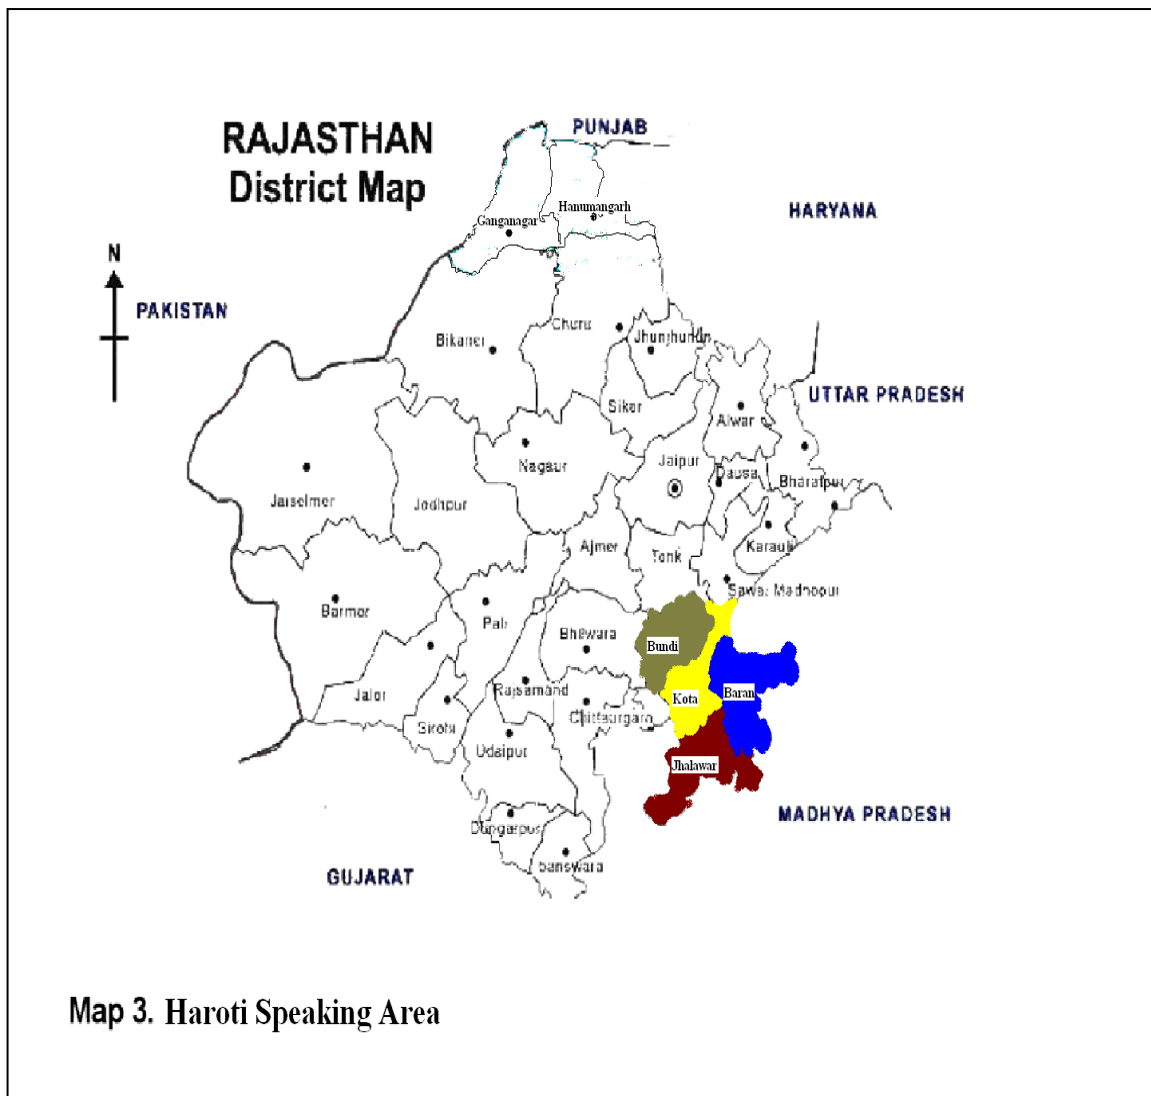 RAJASTHAN
District Map
PUNJAB
HARYANA
Hanumangarh
Ganganagar
N
PAKISTAN
Churu
Jhunjhunun
Bikaner
UTTAR PRADESH
Sikar
Alwar
Nagaur
Jaipur
Dausa
Bharatpur
Jaiselmer
Jodhpur
Ajmer
Tonk
Karauli
Sawai Madhopur
Barmer
Pali
Bhilwara
Bundi
Rajsamand
Kota
Baran
Jalor
Chittaurgarh
Sirohi
Udaipur
Jhalawar
MADHYA PRADESH
Dungarpur
Banswara
GUJARAT
Map 3. Haroti Speaking Area